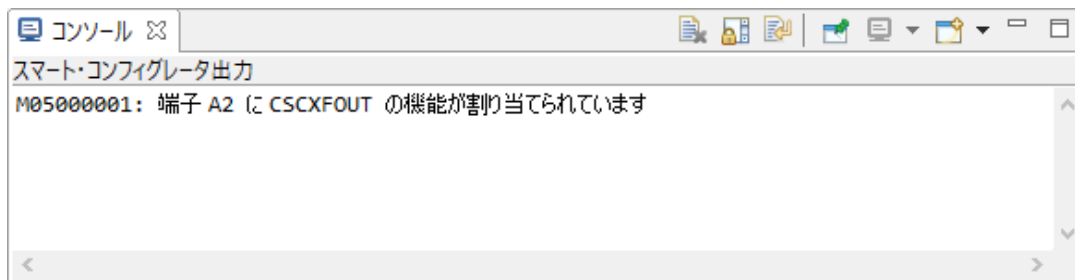 コンソール
スマート・コンフィグレータ出力
M05000001: 端子 A2 に CSCXFOUT の機能が割り当てられています